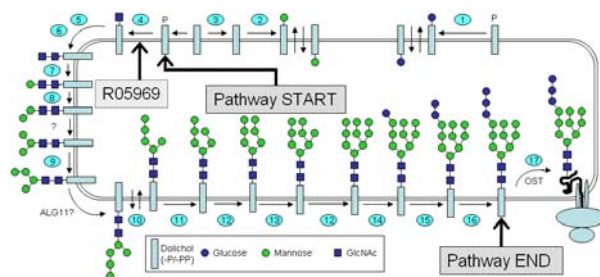 5 4 P 3 2 1 P
6
7
R05969
Pathway START
8
?
17
9
OST
ALG11?
10 11 12 13 12 14 15 16
Dolichol
(-P/-PP)
Glucose
Mannose
GlcNAc
Pathway END